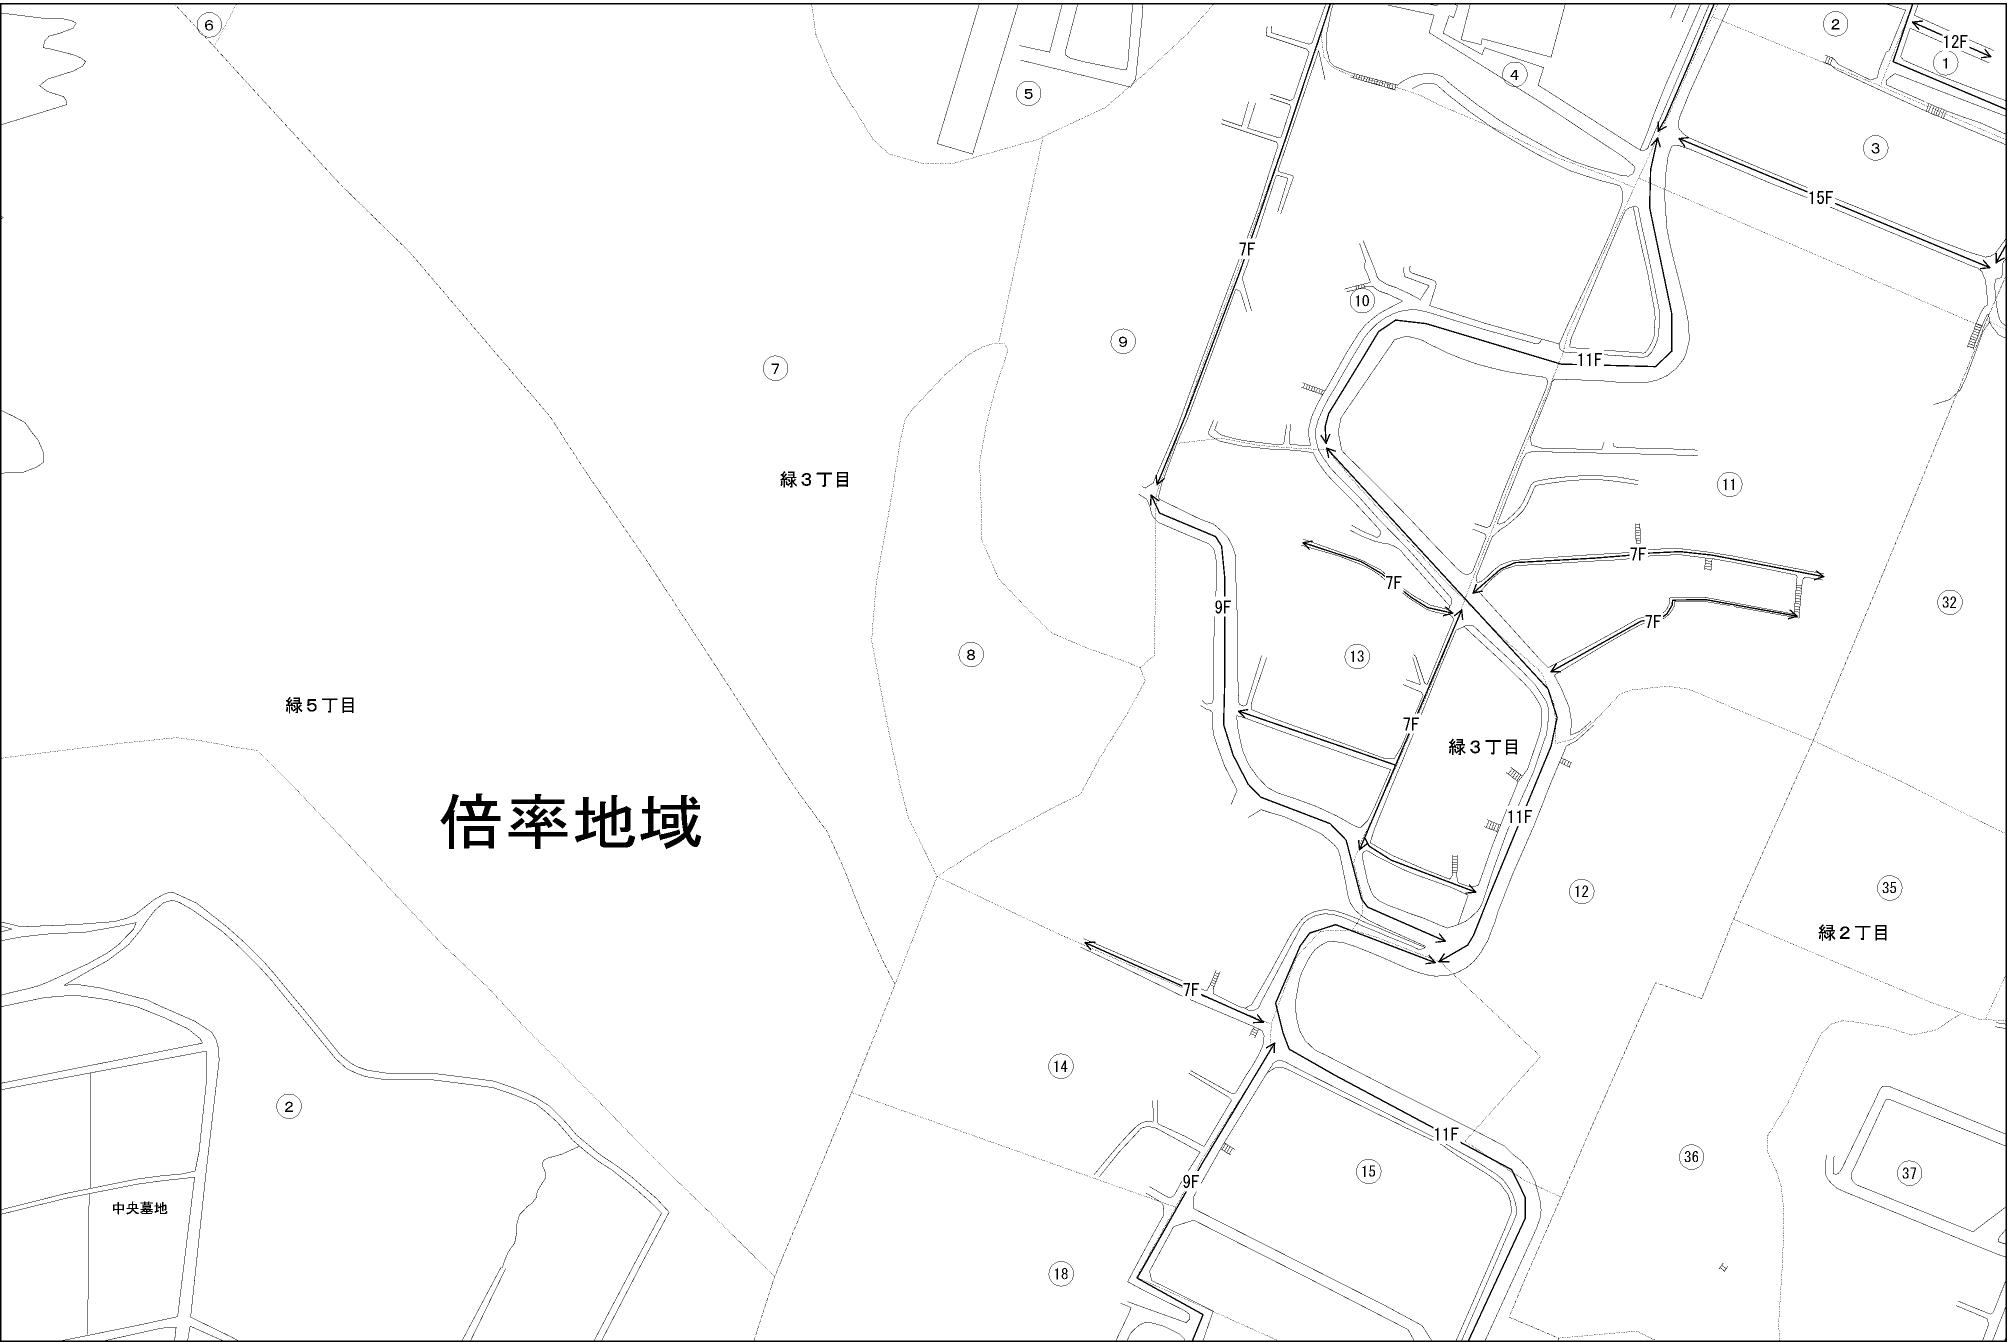 ⑥
②
12F
①
④
⑤
③
15F
7F
⑩
⑨
11F
⑦
緑３丁目
⑪
7F
7F
9F
7F
㉜
⑬
⑧
緑５丁目
7F
緑３丁目
倍率地域
11F
⑫
㉟
緑２丁目
7F
⑭
②
11F
㊱
⑮
㊲
9F
中央墓地
⑱